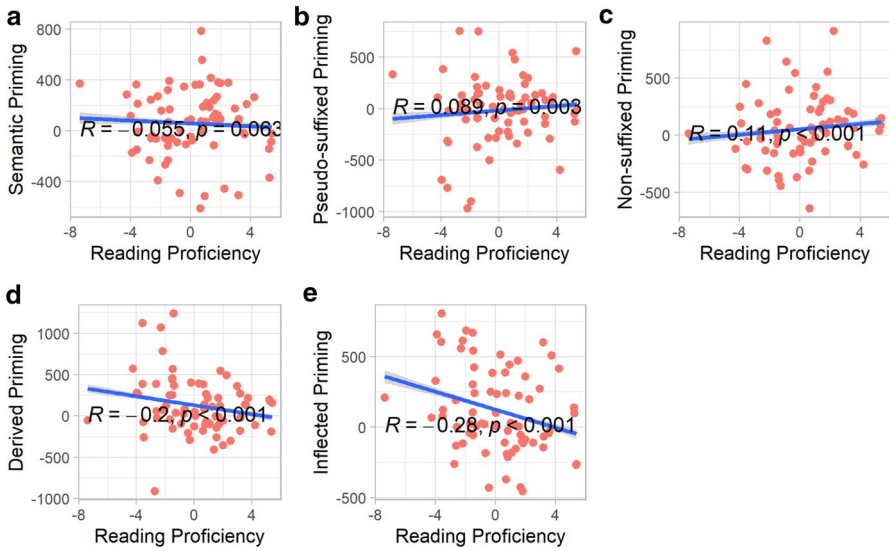 a
Semantic Priming
800
400
0
-400
R = −0.055, p = 0.063
-8 -4 0 4
Reading Proficiency
b
Pseudo-suffixed Priming
500
0
-500
-1000
R = 0.089, p = 0.003
-8 -4 0 4
Reading Proficiency
c
Non-suffixed Priming
500
0
-500
R = 0.11, p < 0.001
-8 -4 0 4
Reading Proficiency
d
Derived Priming
1000
500
0
-500
-1000
R = −0.2, p < 0.001
-8 -4 0 4
Reading Proficiency
e
Inflected Priming
500
0
-500
R = −0.28, p < 0.001
-8 -4 0 4
Reading Proficiency